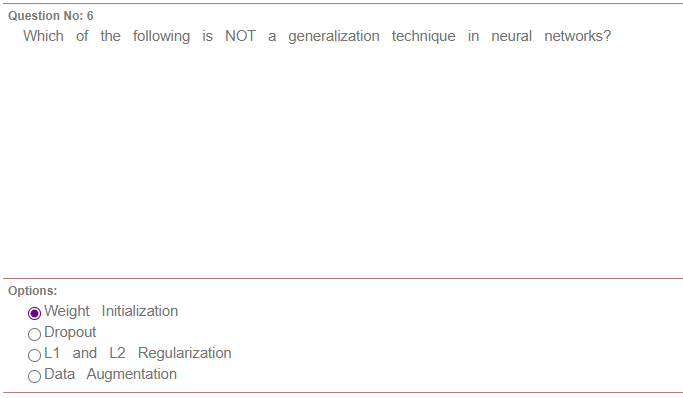 Question No: 6
Which of the following is NOT a generalization technique in neural networks?
Options:
Weight Initialization
Dropout
L1 and L2 Regularization
Data Augmentation